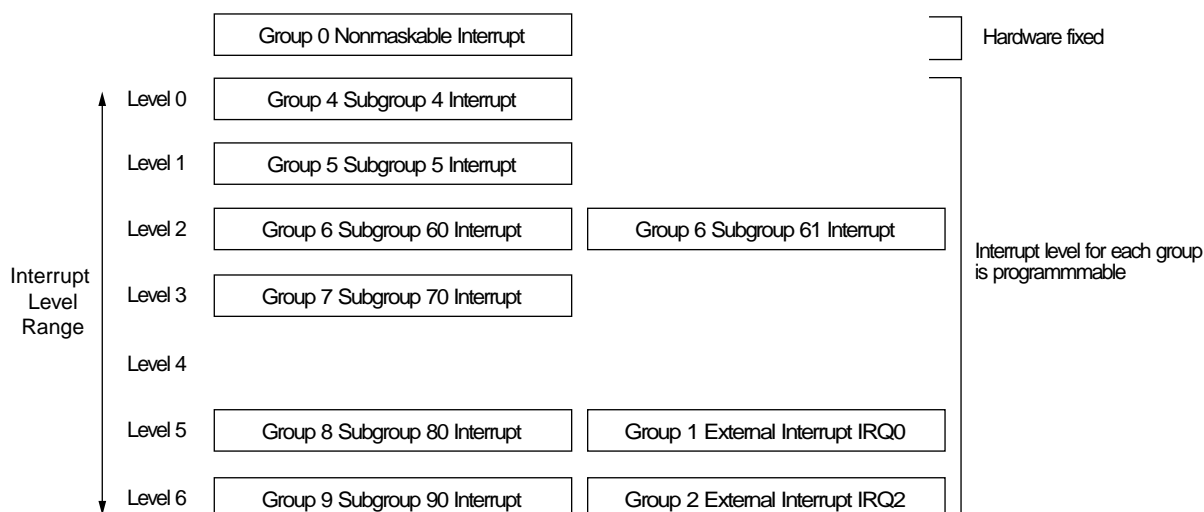 Group 0 Nonmaskable Interrupt
Hardware fixed
Level 0
Group 4 Subgroup 4 Interrupt
Level 1
Group 5 Subgroup 5 Interrupt
Level 2
Group 6 Subgroup 60 Interrupt
Group 6 Subgroup 61 Interrupt
Interrupt level for each group
is programmmable
Interrupt
Level
Range
Level 3
Group 7 Subgroup 70 Interrupt
Level 4
Level 5
Group 8 Subgroup 80 Interrupt
Group 1 External Interrupt IRQ0
Level 6
Group 9 Subgroup 90 Interrupt
Group 2 External Interrupt IRQ2